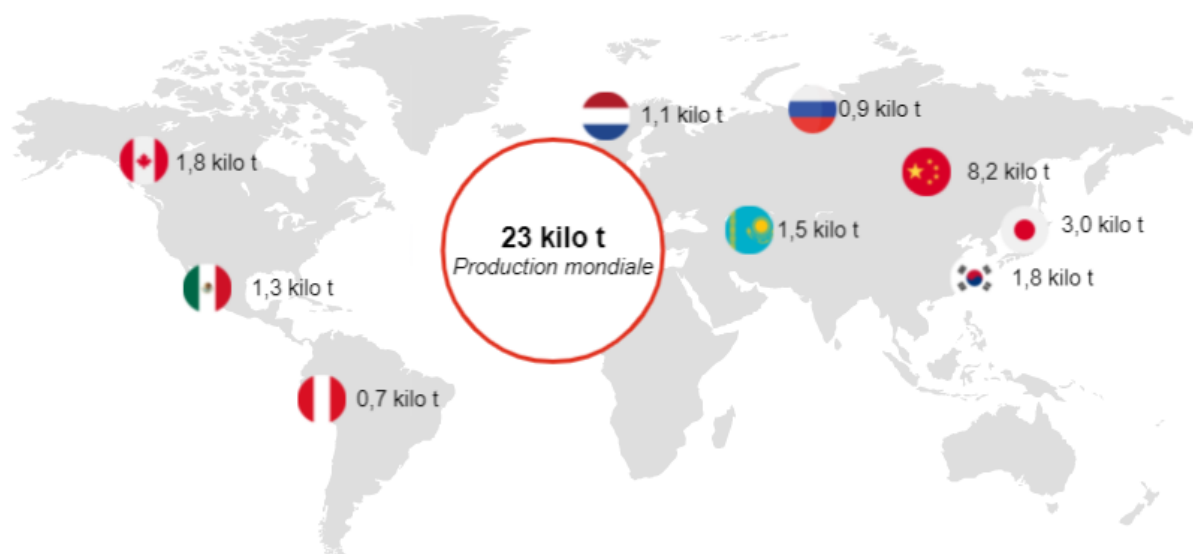 1,1 kilo t
0,9 kilo t
1,8 kilo t
8,2 kilo t
23 kilo t
Production mondiale
1,5 kilo t
3,0 kilo t
1,3 kilo t
1,8 kilo t
0,7 kilo t